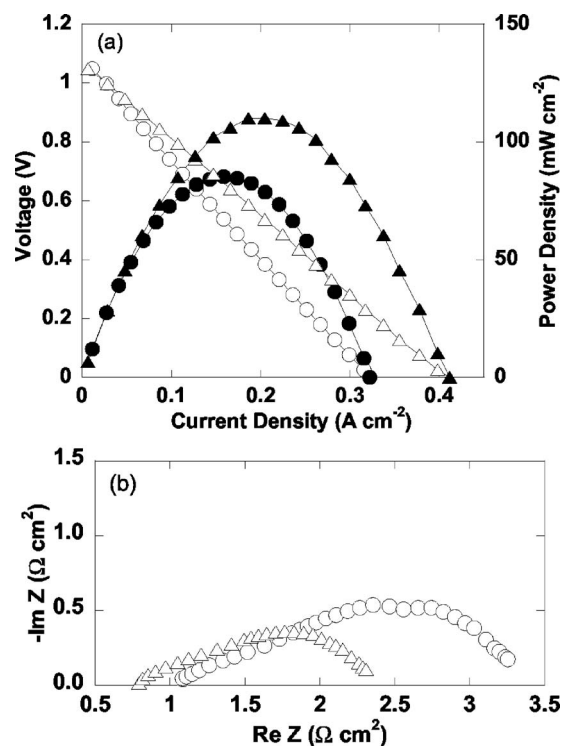 (a)
1.2
1
0.8
0.6
0.4
0.2
0
Voltage (V)
150
100
50
0
Power Density (mW cm-2)
0 0.1 0.2 0.3 0.4
Current Density (A cm-2)
(b)
1.5
1.0
0.5
0.0
-Im Z (Ω cm2)
0.5 1 1.5 2 2.5 3 3.5
Re Z (Ω cm2)